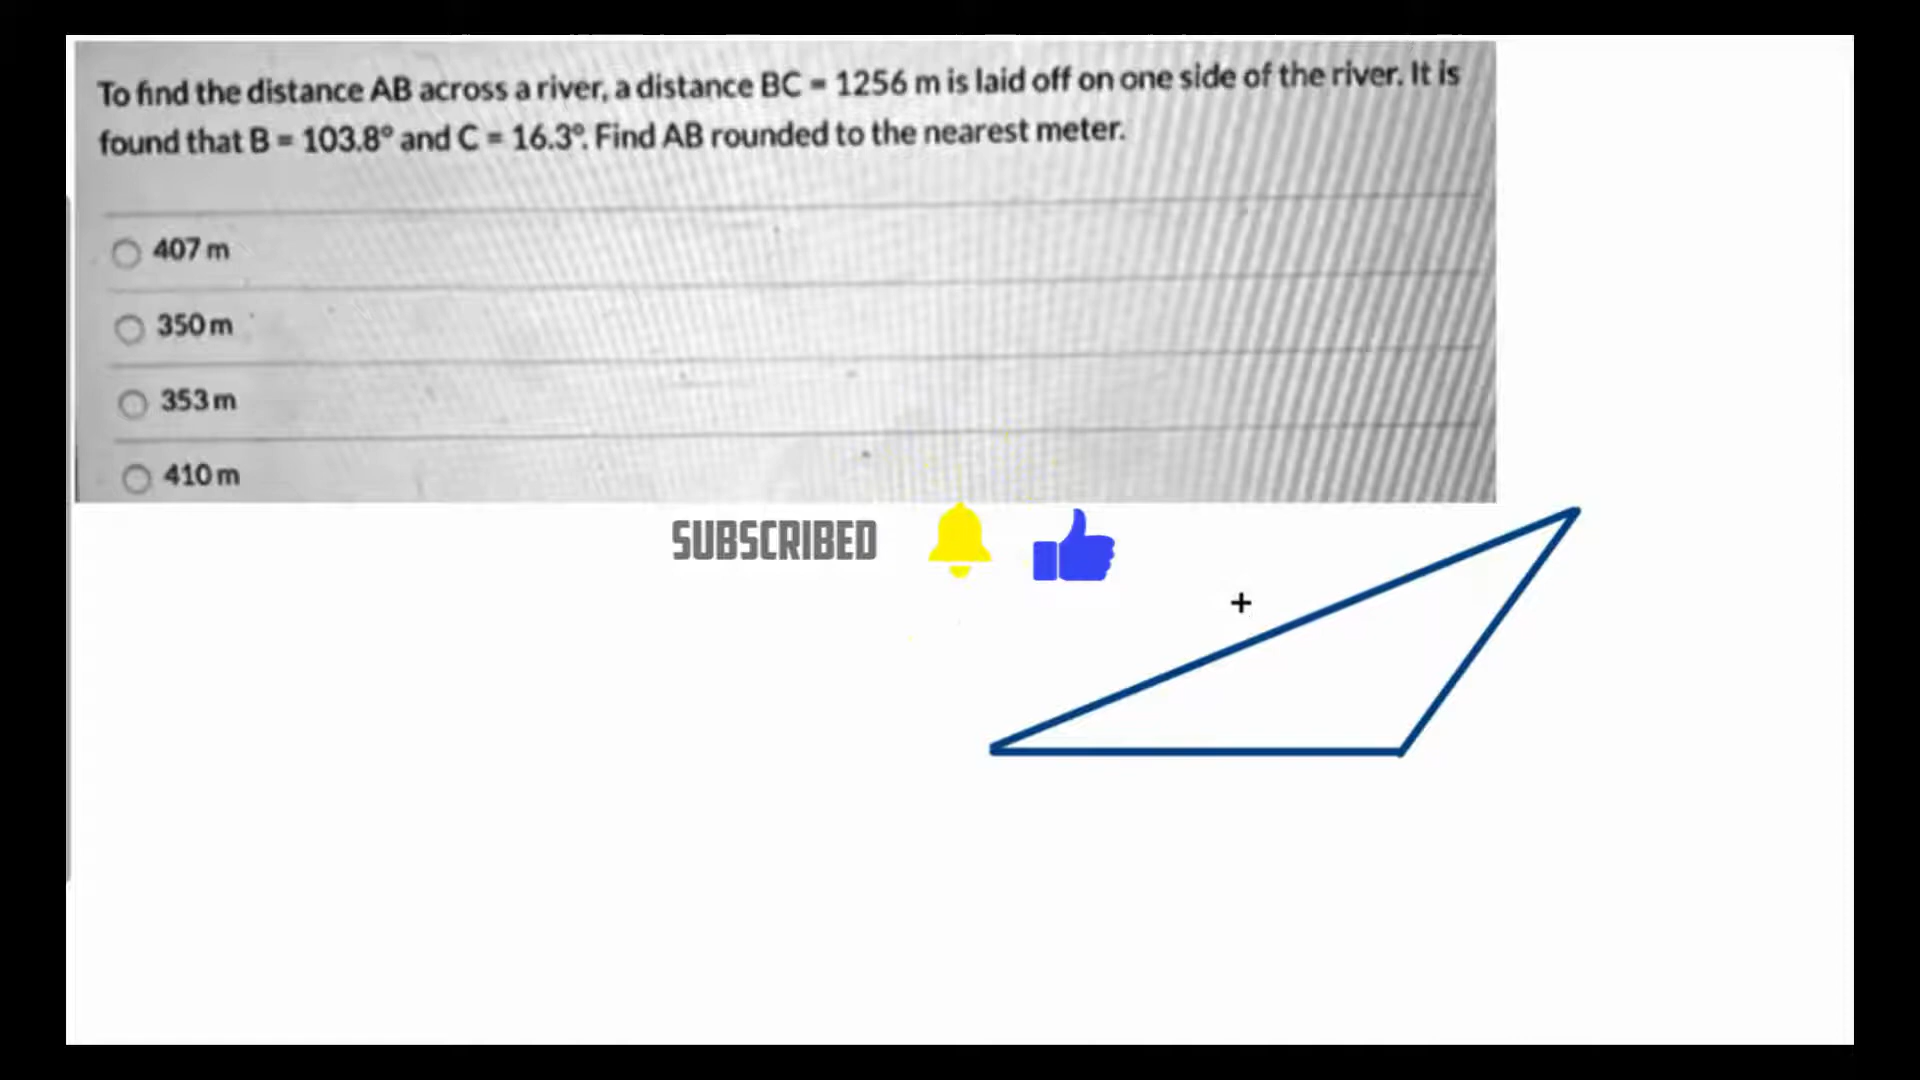 To find the distance AB across a river, a distance BC = 1256 m is laid off on one side of the river. It is
found that B = 103.8° and C = 16.3°. Find AB rounded to the nearest meter.
407 m
350 m
353 m
410 m
SUBSCRIBED